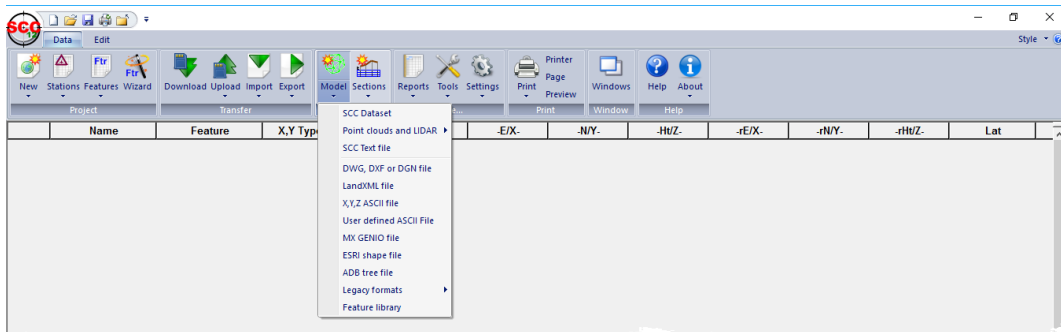 SCC
12
Data Edit
Style
New Stations Features Wizard Download Upload Import Export Model Sections Reports Tools Settings Print Printer Page Preview Windows Help About
Ftr Ftr
Project Transfer e... Print Window Help
Name Feature X,Y Typ -E/X- -N/Y- -Ht/Z- -rE/X- -rN/Y- -rHt/Z- Lat
SCC Dataset
Point clouds and LIDAR
SCC Text file
DWG, DXF or DGN file
LandXML file
X,Y,Z ASCII file
User defined ASCII File
MX GENIO file
ESRI shape file
ADB tree file
Legacy formats
Feature library